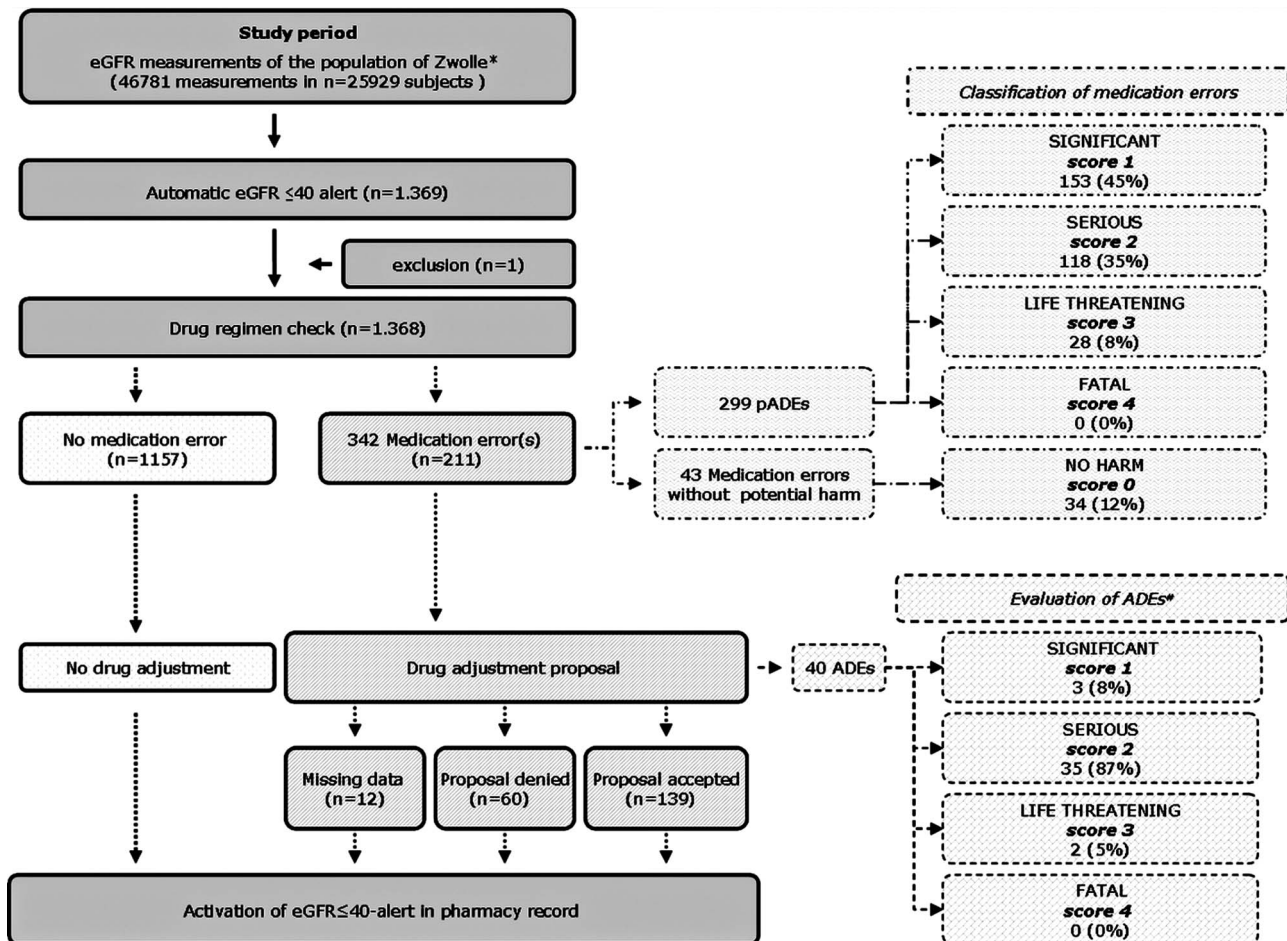 Study period
eGFR measurements of the population of Zwolle*
(46781 measurements in n=25929 subjects )
Automatic eGFR ≤40 alert (n=1.369)
exclusion (n=1)
Drug regimen check (n=1.368)
No medication error
(n=1157)
342 Medication error(s)
(n=211)
299 pADEs
43 Medication errors
without potential harm
Classification of medication errors
SIGNIFICANT
score 1
153 (45%)
SERIOUS
score 2
118 (35%)
LIFE THREATENING
score 3
28 (8%)
FATAL
score 4
0 (0%)
NO HARM
score 0
34 (12%)
No drug adjustment
Drug adjustment proposal
40 ADEs
Missing data
(n=12)
Proposal denied
(n=60)
Proposal accepted
(n=139)
Activation of eGFR≤40-alert in pharmacy record
Evaluation of ADEs#
SIGNIFICANT
score 1
3 (8%)
SERIOUS
score 2
35 (87%)
LIFE THREATENING
score 3
2 (5%)
FATAL
score 4
0 (0%)